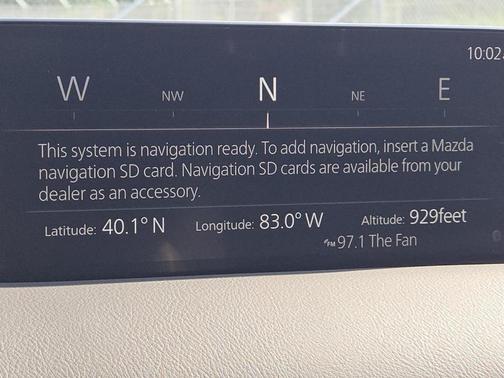 10:02
W NW N NE E
This system is navigation ready. To add navigation, insert a Mazda
navigation SD card. Navigation SD cards are available from your
dealer as an accessory.
Latitude: 40.1° N Longitude: 83.0° W Altitude: 929feet
FM 97.1 The Fan